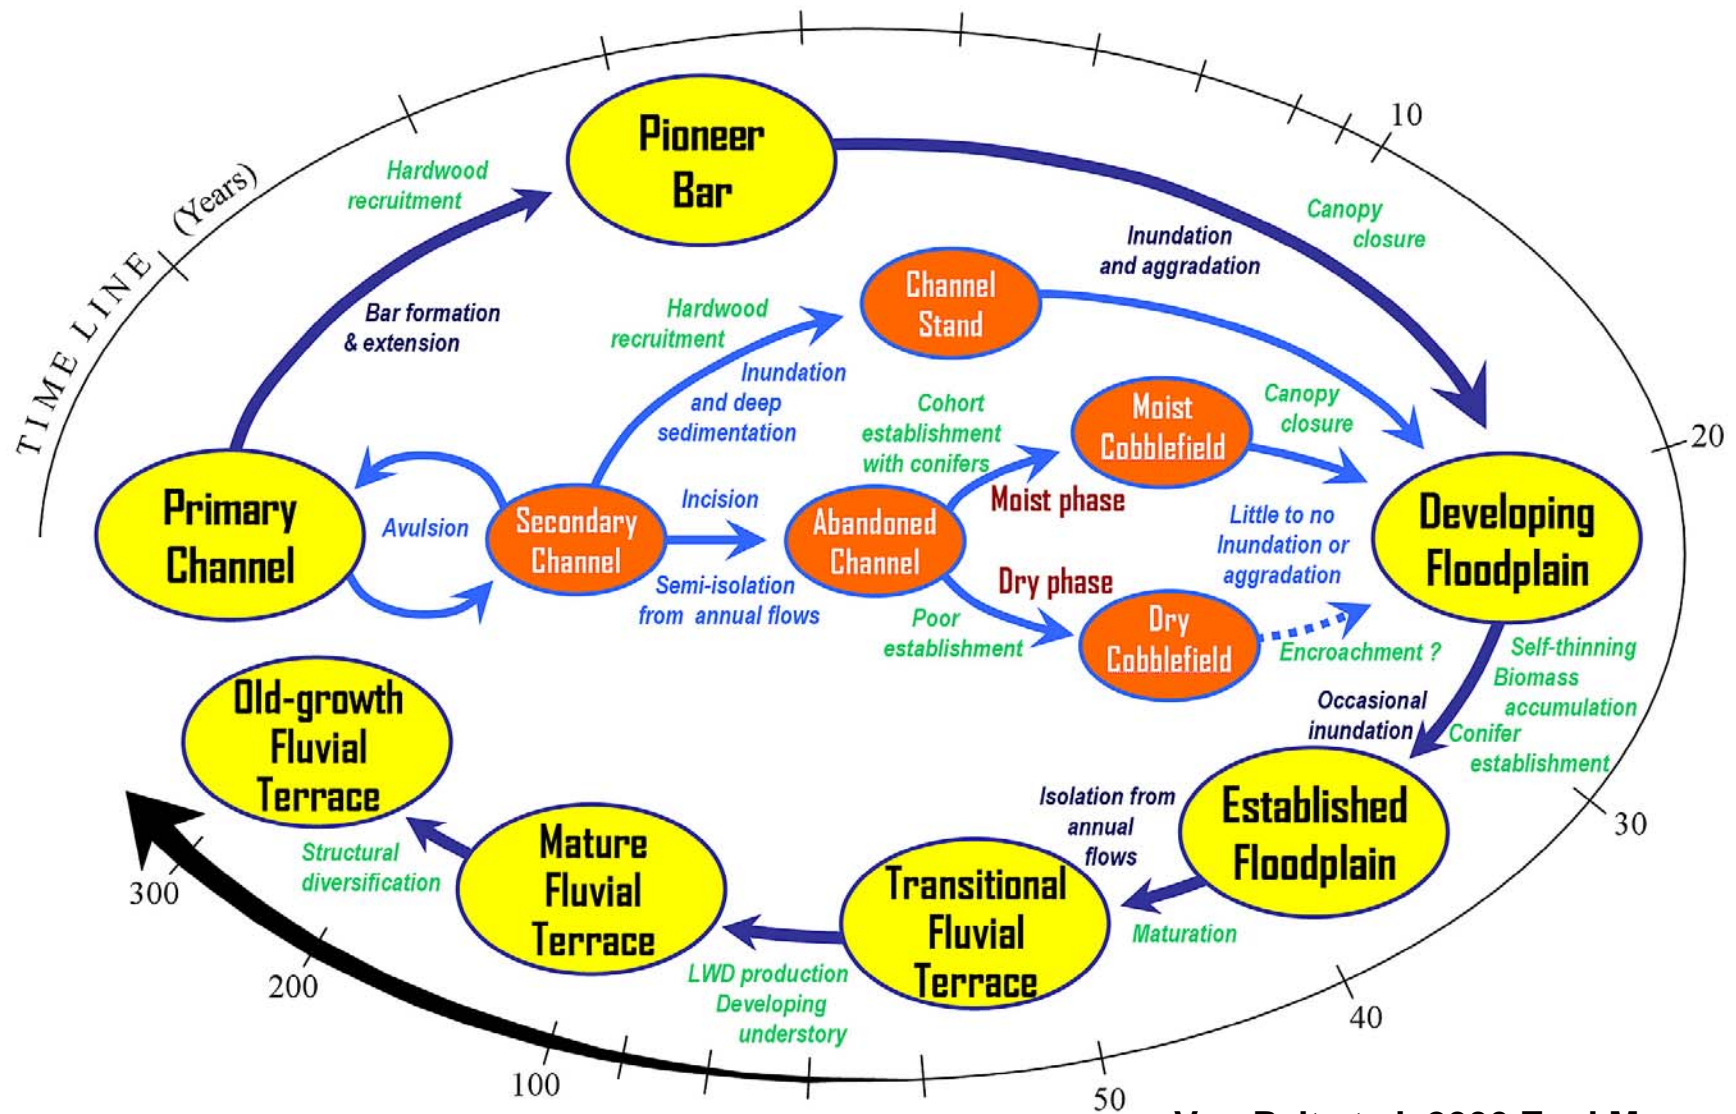 TIME LINE (Years)
10
20
30
40
50
100
200
300
Pioneer
Bar
Hardwood
recruitment
Bar formation
& extension
Canopy
closure
Inundation
and aggradation
Channel
Stand
Hardwood
recruitment
Inundation
and deep
sedimentation
Cohort
establishment
with conifers
Moist
Cobblefield
Canopy
closure
Moist phase
Primary
Channel
Avulsion
Secondary
Channel
Incision
Semi-isolation
from annual flows
Abandoned
Channel
Dry phase
Poor
establishment
Dry
Cobblefield
Little to no
Inundation or
aggradation
Encroachment ?
Developing
Floodplain
Self-thinning
Biomass
accumulation
Conifer
establishment
Occasional
inundation
Established
Floodplain
Isolation from
annual
flows
Maturation
Transitional
Fluvial
Terrace
LWD production
Developing
understory
Mature
Fluvial
Terrace
Structural
diversification
Old-growth
Fluvial
Terrace